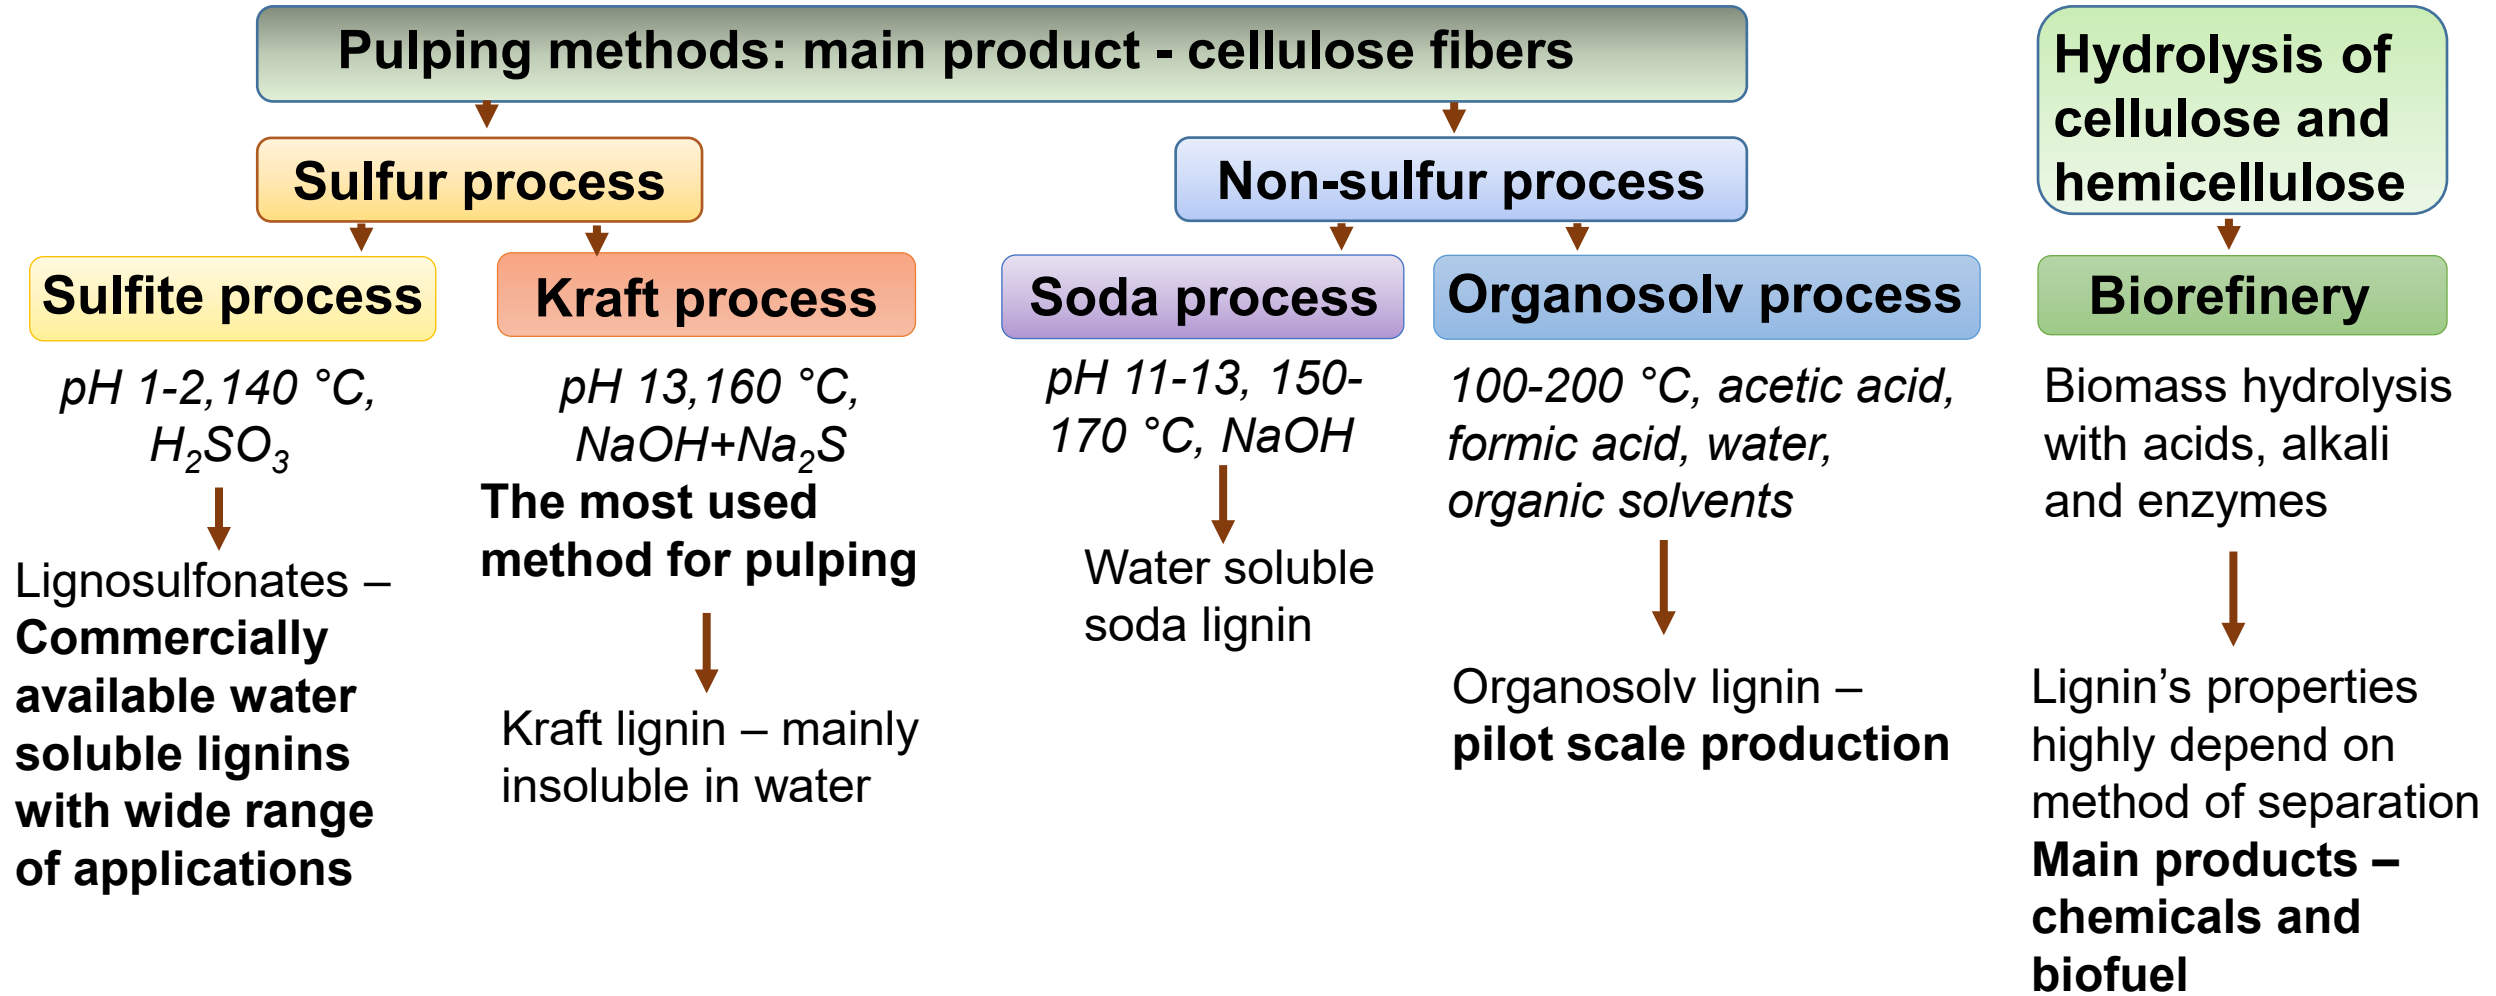 Pulping methods: main product - cellulose fibers
Sulfur process
Non-sulfur process
Hydrolysis of
cellulose and
hemicellulose
Sulfite process
pH 1-2,140 °C,
H₂SO₃
Lignosulfonates –
Commercially
available water
soluble lignins
with wide range
of applications
Kraft process
pH 13,160 °C,
NaOH+Na₂S
The most used
method for pulping
Kraft lignin – mainly
insoluble in water
Soda process
pH 11-13, 150-
170 °C, NaOH
Water soluble
soda lignin
Organosolv process
100-200 °C, acetic acid,
formic acid, water,
organic solvents
Organosolv lignin –
pilot scale production
Biorefinery
Biomass hydrolysis
with acids, alkali
and enzymes
Lignin’s properties
highly depend on
method of separation
Main products –
chemicals and
biofuel